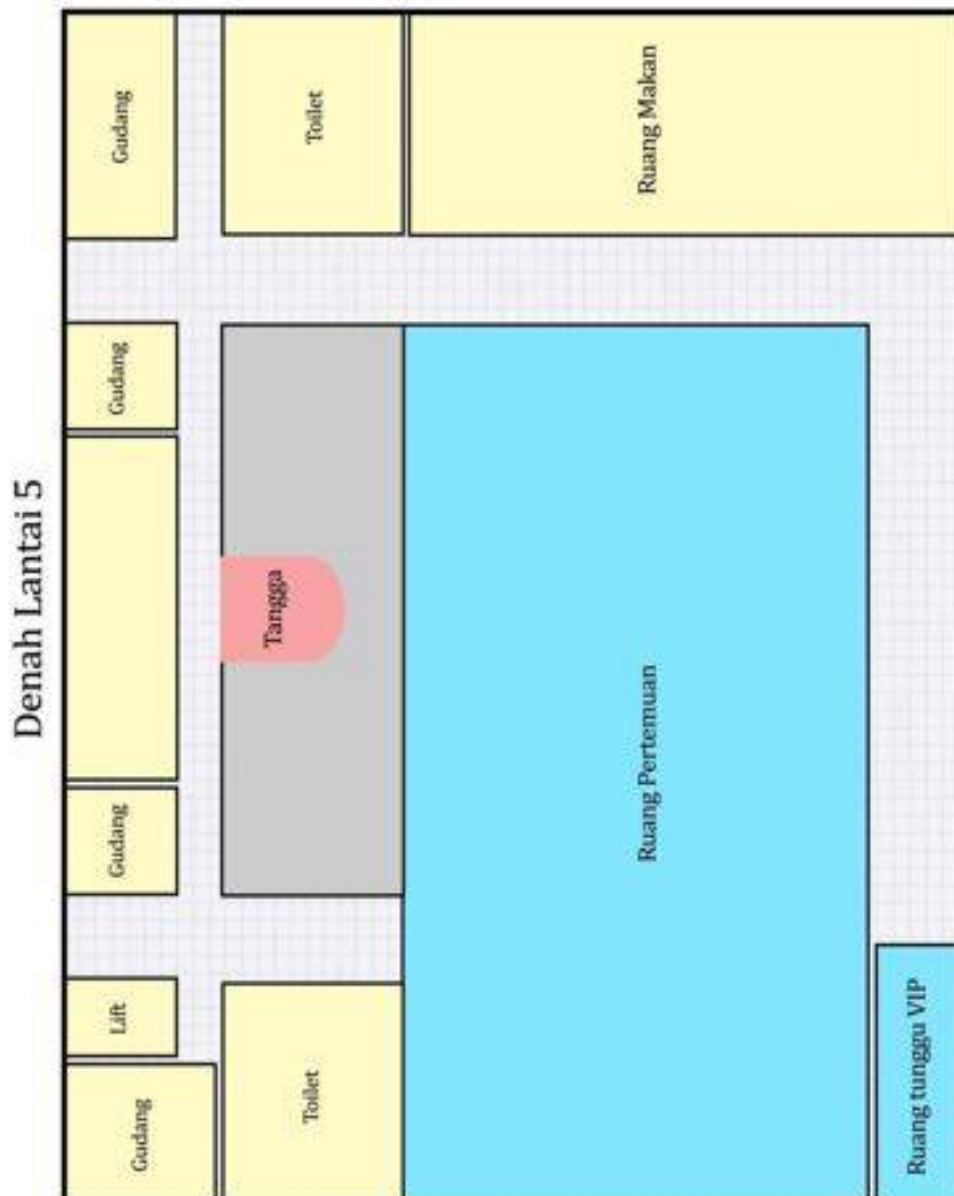 Denah Lantai 5
Gudang
Lift
Gudang
Gudang
Gudang
Toilet
Tangga
Toilet
Ruang Pertemuan
Ruang Makan
Ruang tunggu VIP